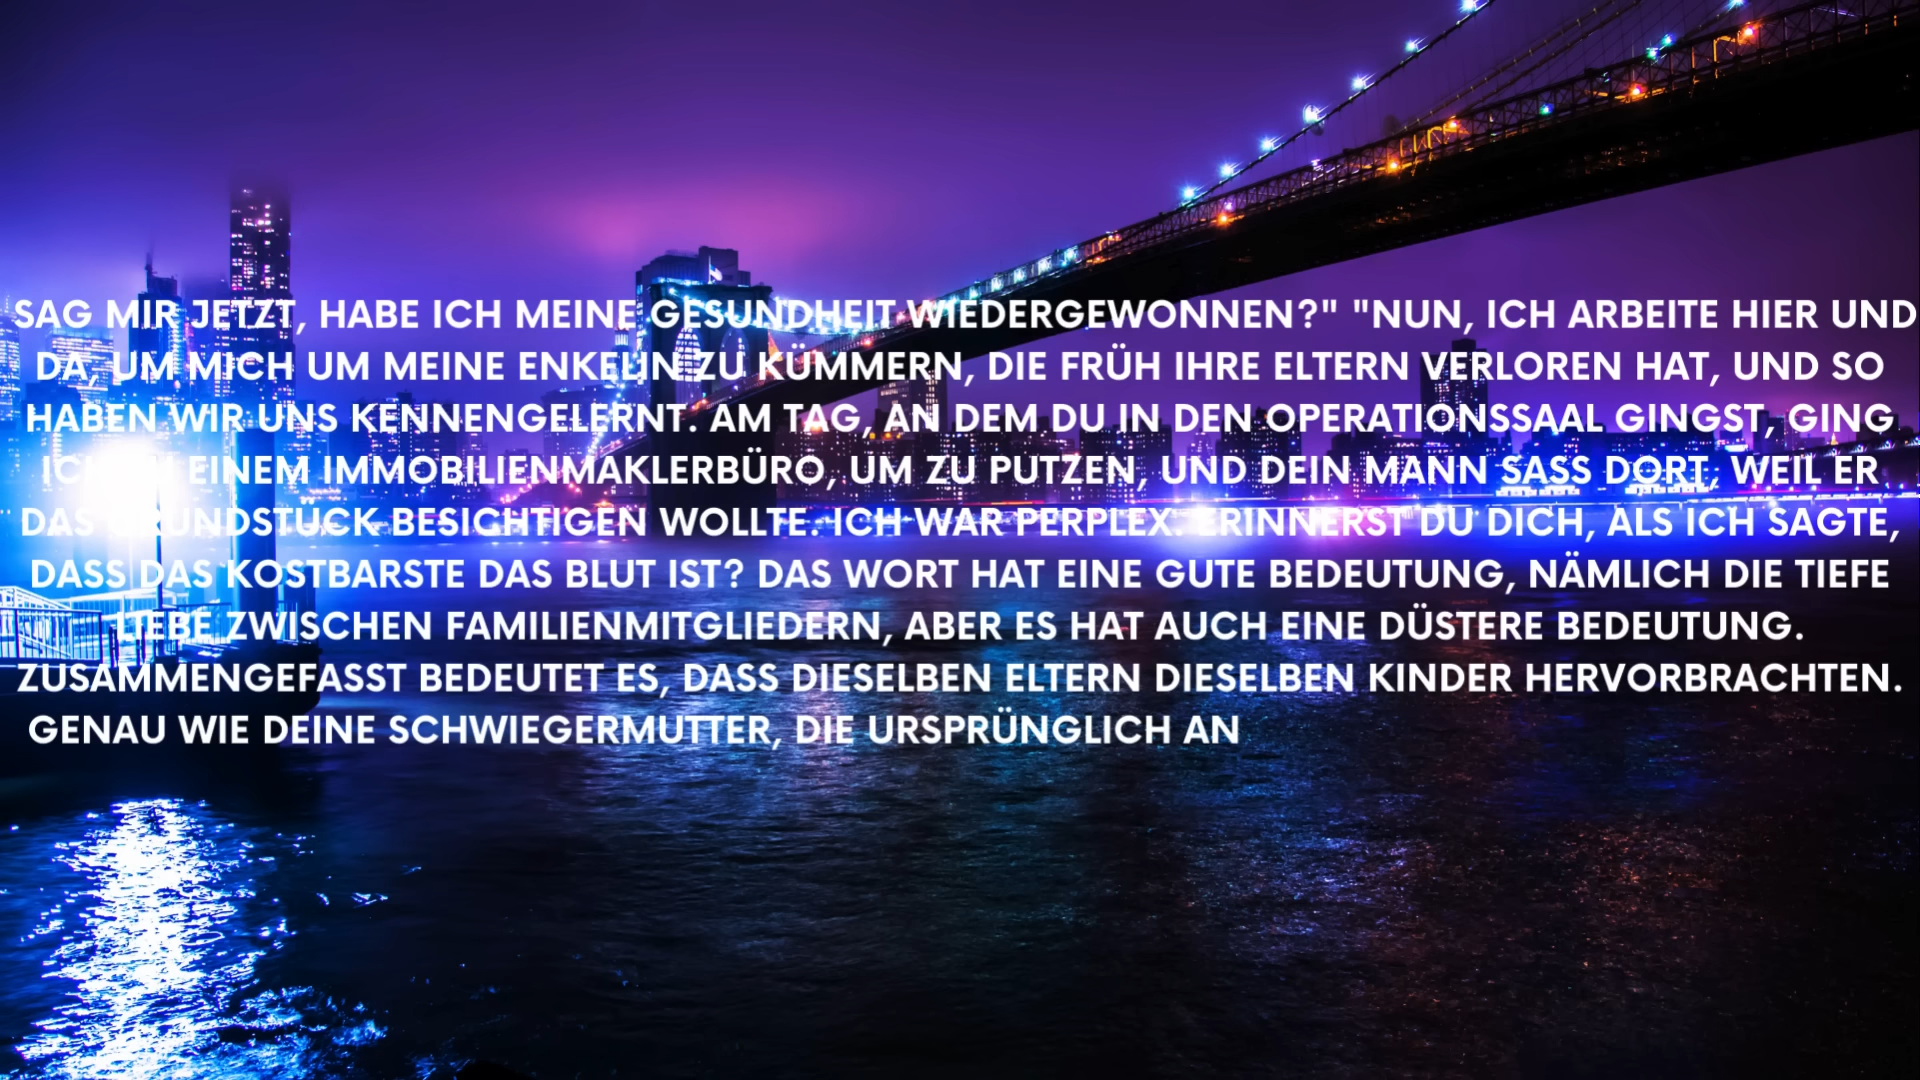 SAG MIR JETZT, HABE ICH MEINE GESUNDHEIT WIEDERGEWONNEN?" "NUN, ICH ARBEITE HIER UND
DA, UM MICH UM MEINE ENKELIN ZU KÜMMERN, DIE FRÜH IHRE ELTERN VERLOREN HAT, UND SO
HABEN WIR UNS KENNENGELERNT. AM TAG, AN DEM DU IN DEN OPERATIONSSAAL GINGST, GING
ICH EINEM IMMOBILIENMAKLERBÜRO, UM ZU PUTZEN, UND DEIN MANN SASS DORT, WEIL ER
DAS GRUNDSTÜCK BESICHTIGEN WOLLTE. ICH WAR PERPLEX. ERINNERST DU DICH, ALS ICH SAGTE,
DASS DAS KOSTBARSTE DAS BLUT IST? DAS WORT HAT EINE GUTE BEDEUTUNG, NÄMLICH DIE TIEFE
LIEBE ZWISCHEN FAMILIENMITGLIEDERN, ABER ES HAT AUCH EINE DÜSTERE BEDEUTUNG.
ZUSAMMENGEFASST BEDEUTET ES, DASS DIESELBEN ELTERN DIESELBEN KINDER HERVORBRACHTEN.
GENAU WIE DEINE SCHWIEGERMUTTER, DIE URSPRÜNGLICH AN